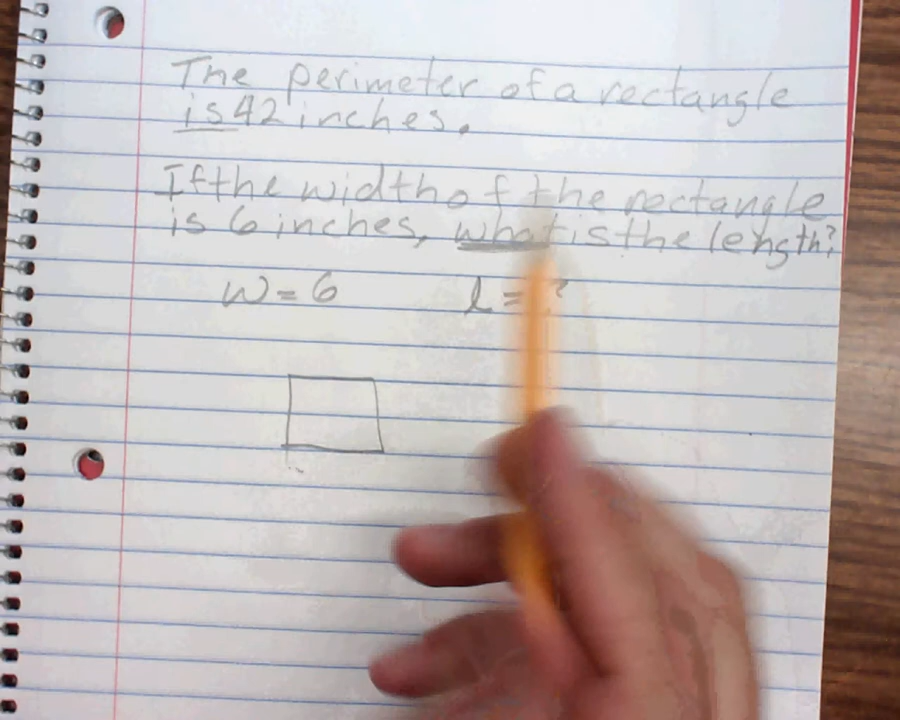 The perimeter of a rectangle
is 42 inches.
If the width of the rectangle
is 6 inches, what is the length?
w = 6 l = ?